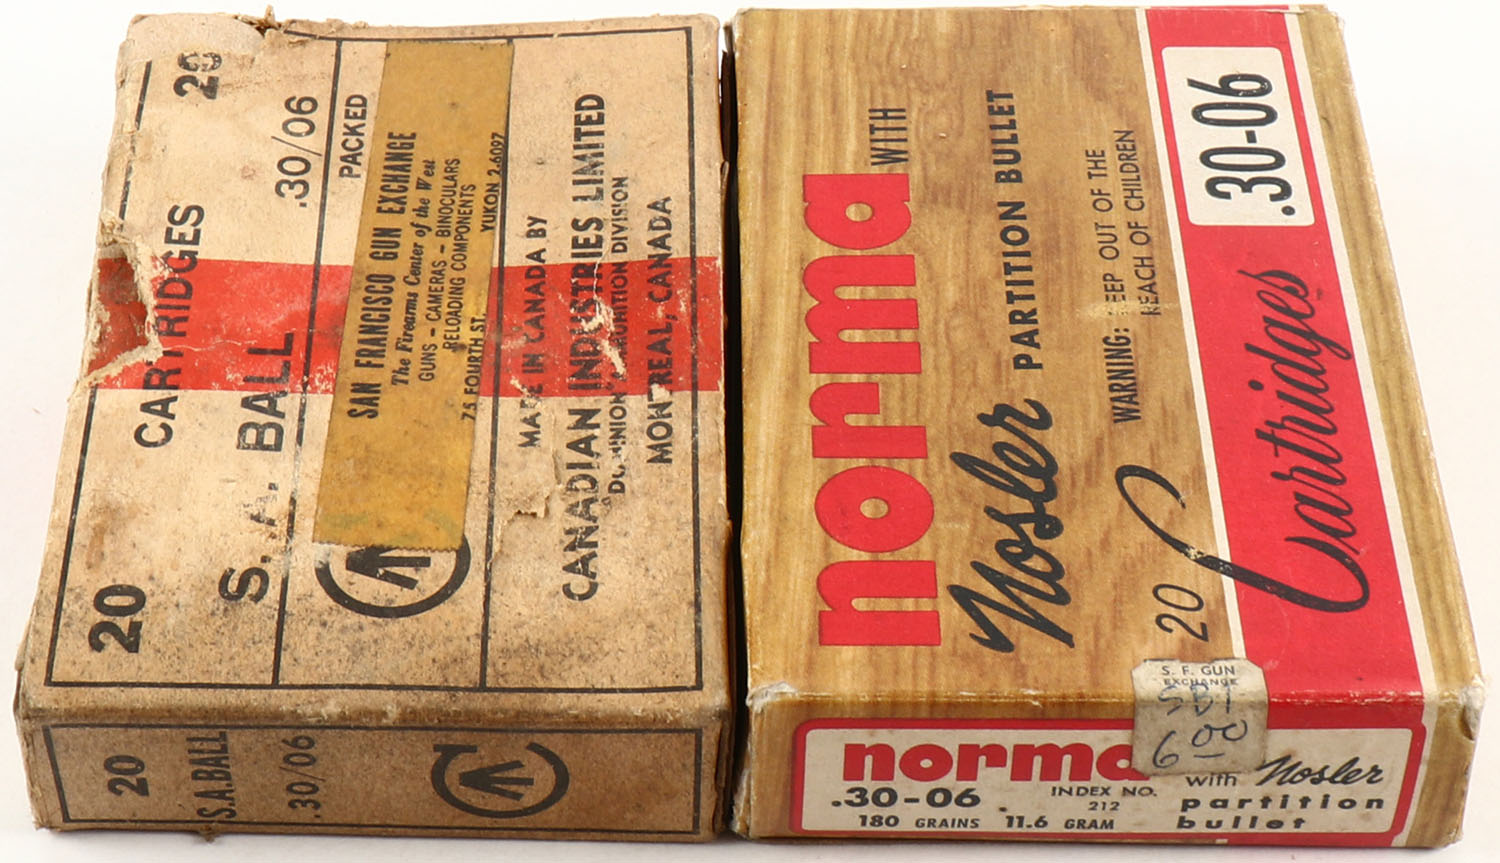 20 20
CARTRIDGES
S.A. BALL .30/06
PACKED
SAN FRANCISCO GUN EXCHANGE
The Firearms Center of the West
GUNS - CAMERAS - BINOCULARS
RELOADING COMPONENTS
75 FOURTH ST. YUKON 2-6097
MADE IN CANADA BY
CANADIAN INDUSTRIES LIMITED
DOMINION AMMUNITION DIVISION
MONTREAL, CANADA
20
S.A.BALL
.30/06
norma WITH
Nosler PARTITION BULLET
WARNING: KEEP OUT OF THE
REACH OF CHILDREN
20 Cartridges
.30-06
S. F. GUN
EXCHANGE
6.00
norma
with Nosler
.30-06 INDEX NO.
212
partition
180 GRAINS 11.6 GRAM
bullet